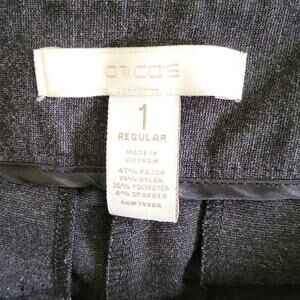 chico's
1
REGULAR
MADE IN
VIETNAM
47% RAYON
29% NYLON
20% POLYESTER
4% SPANDEX